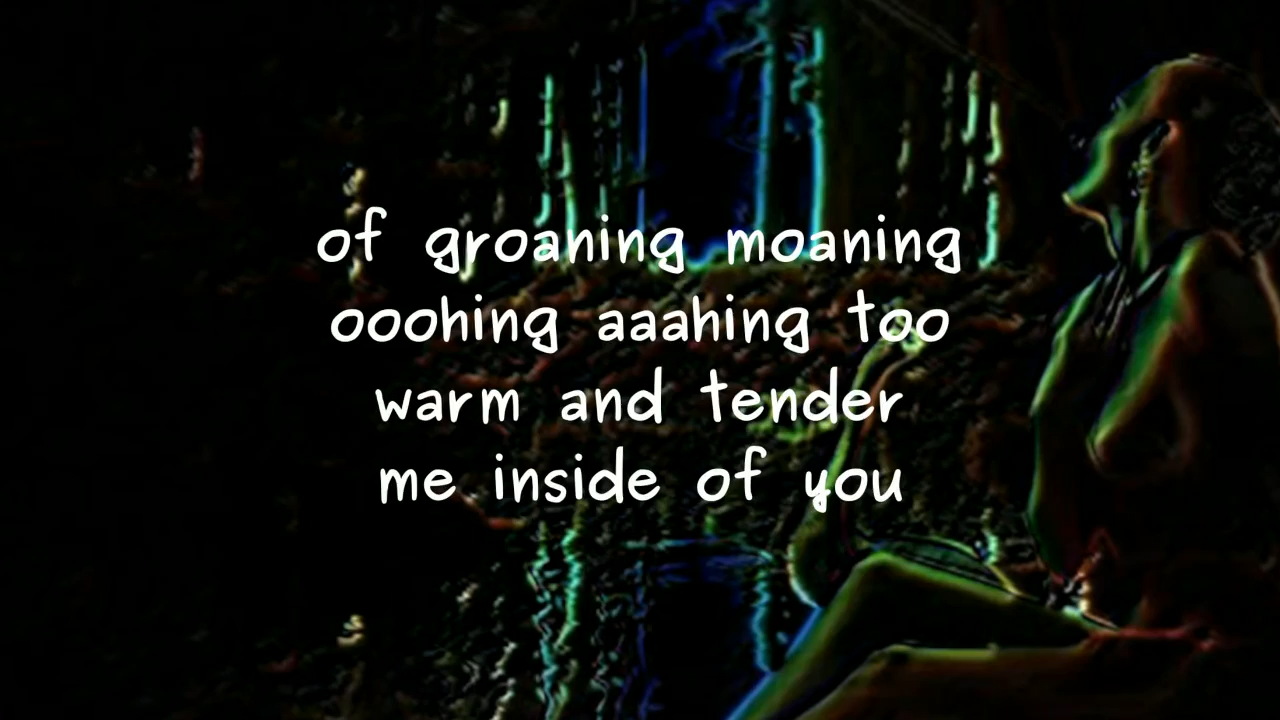 of groaning moaning
ooohing aaahing too
warm and tender
me inside of you